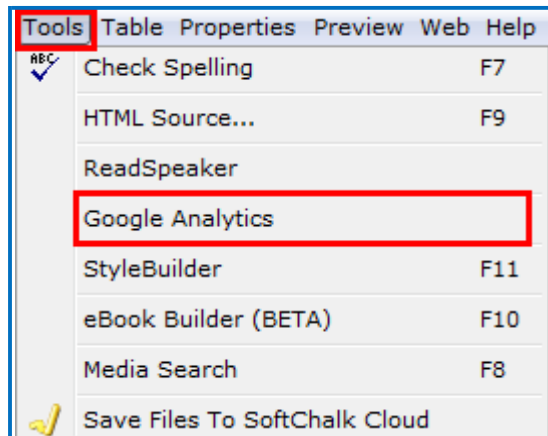 Tools Table Properties Preview Web Help
ABC Check Spelling F7
HTML Source... F9
ReadSpeaker
Google Analytics
StyleBuilder F11
eBook Builder (BETA) F10
Media Search F8
Save Files To SoftChalk Cloud